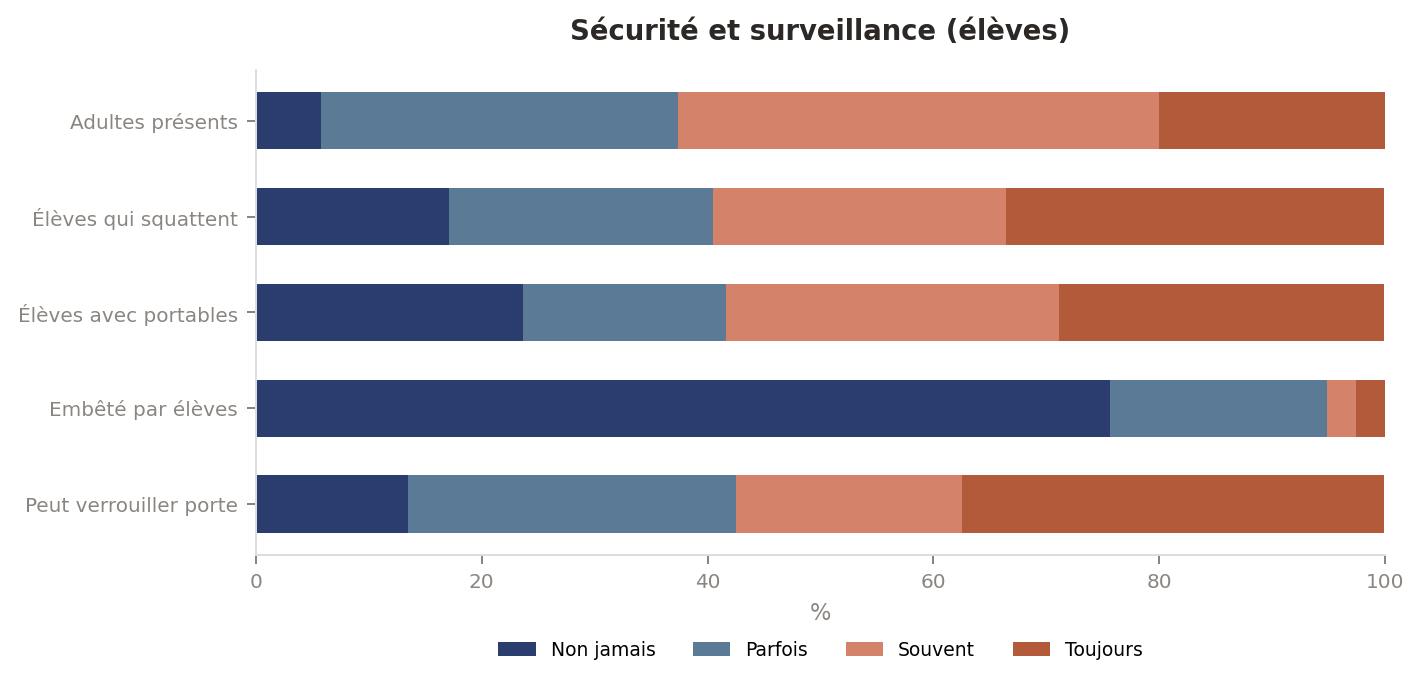 Sécurité et surveillance (élèves)
Adultes présents
Élèves qui squattent
Élèves avec portables
Embêté par élèves
Peut verrouiller porte
0 20 40 60 80 100
%
Non jamais Parfois Souvent Toujours